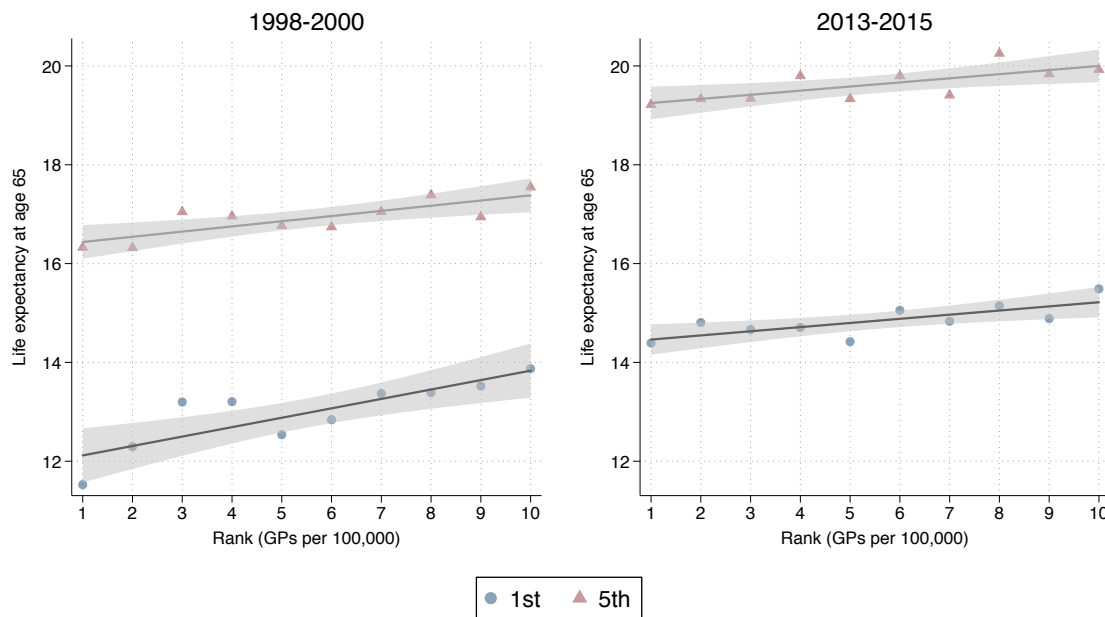 1998-2000
20
18
16
14
12
Life expectancy at age 65
1 2 3 4 5 6 7 8 9 10
Rank (GPs per 100,000)
2013-2015
20
18
16
14
12
Life expectancy at age 65
1 2 3 4 5 6 7 8 9 10
Rank (GPs per 100,000)
1st 5th